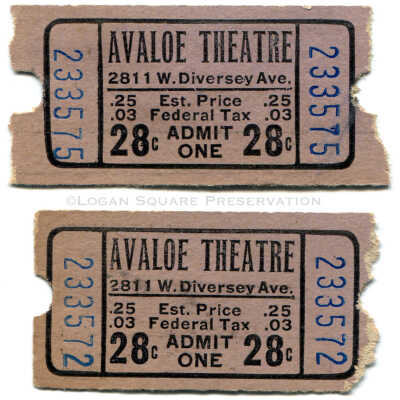 233575
AVALOE THEATRE
2811 W. Diversey Ave.
.25 Est. Price .25
.03 Federal Tax .03
28c ADMIT ONE 28c
233575
©LOGAN SQUARE PRESERVATION
233572
AVALOE THEATRE
2811 W. Diversey Ave.
.25 Est. Price .25
.03 Federal Tax .03
28c ADMIT ONE 28c
233572